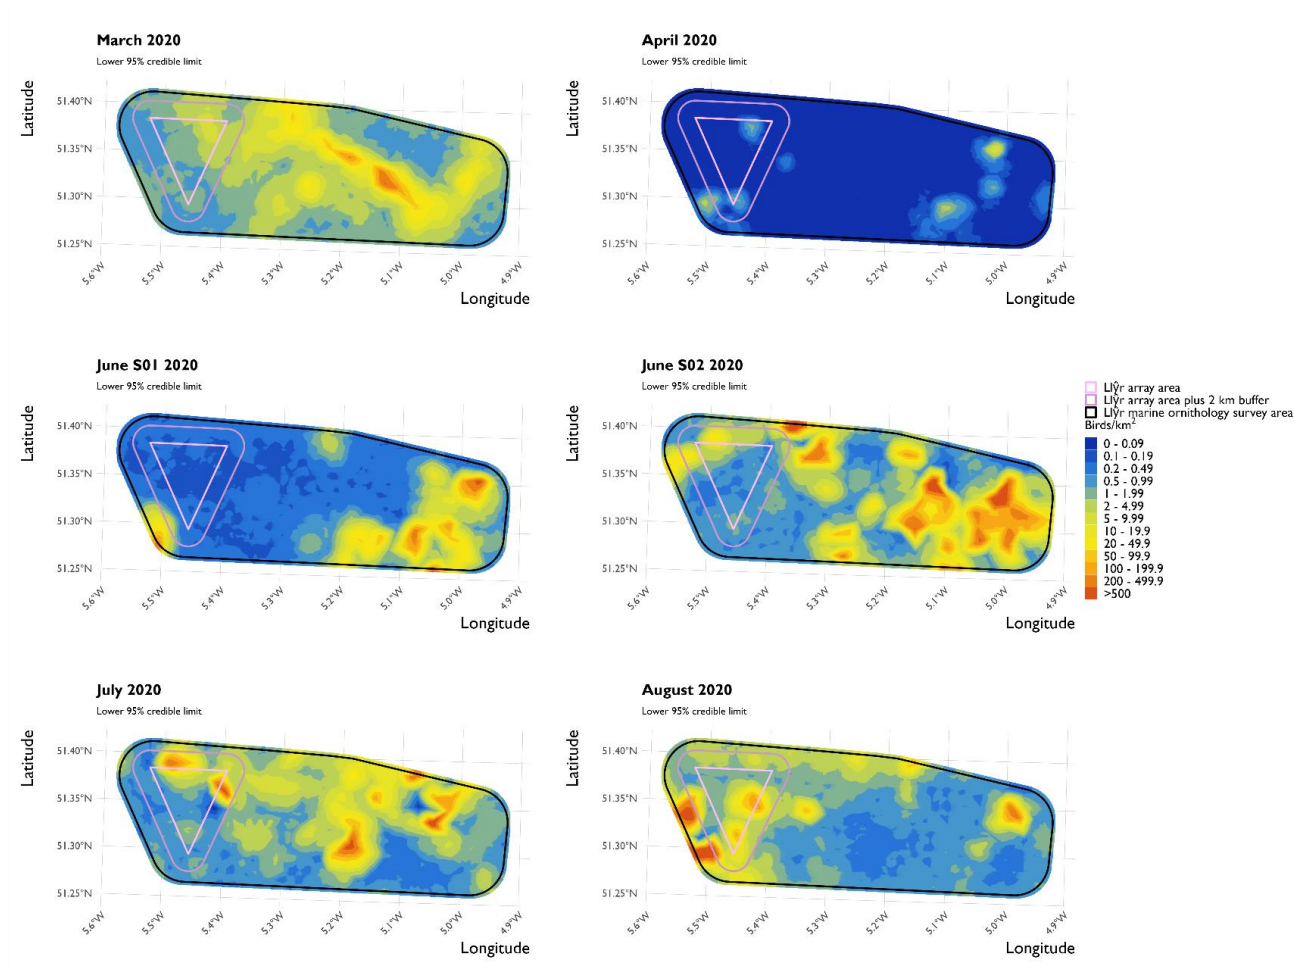 March 2020
Lower 95% credible limit
Latitude
51.40°N
51.35°N
51.30°N
51.25°N
5.6°W
5.5°W
5.4°W
5.3°W
5.2°W
5.1°W
5.0°W
4.9°W
Longitude
April 2020
Lower 95% credible limit
Latitude
51.40°N
51.35°N
51.30°N
51.25°N
5.6°W
5.5°W
5.4°W
5.3°W
5.2°W
5.1°W
5.0°W
4.9°W
Longitude
June S01 2020
Lower 95% credible limit
Latitude
51.40°N
51.35°N
51.30°N
51.25°N
5.6°W
5.5°W
5.4°W
5.3°W
5.2°W
5.1°W
5.0°W
4.9°W
Longitude
June S02 2020
Lower 95% credible limit
Latitude
51.40°N
51.35°N
51.30°N
51.25°N
5.6°W
5.5°W
5.4°W
5.3°W
5.2°W
5.1°W
5.0°W
4.9°W
Longitude
Llŷr array area
Llŷr array area plus 2 km buffer
Llŷr marine ornithology survey area
Birds/km²
0 - 0.09
0.1 - 0.19
0.2 - 0.49
0.5 - 0.99
1 - 1.99
2 - 4.99
5 - 9.99
10 - 19.9
20 - 49.9
50 - 99.9
100 - 199.9
200 - 499.9
>500
July 2020
Lower 95% credible limit
Latitude
51.40°N
51.35°N
51.30°N
51.25°N
5.6°W
5.5°W
5.4°W
5.3°W
5.2°W
5.1°W
5.0°W
4.9°W
Longitude
August 2020
Lower 95% credible limit
Latitude
51.40°N
51.35°N
51.30°N
51.25°N
5.6°W
5.5°W
5.4°W
5.3°W
5.2°W
5.1°W
5.0°W
4.9°W
Longitude